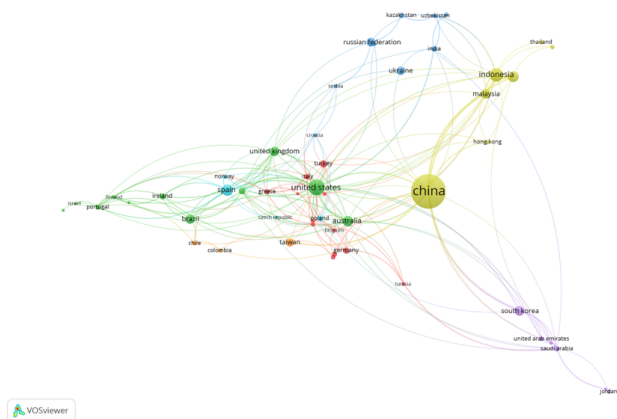 kazakhstan
uzbekistan
russian federation
thailand
india
ukraine
indonesia
serbia
malaysia
croatia
hong kong
united kingdom
turkey
norway
italy
spain
greece
united states
china
israel
finland
ireland
portugal
brazil
czech republic
poland
australia
belgium
chile
colombia
taiwan
germany
tunisia
south korea
united arab emirates
saudi arabia
jordan
VOSviewer